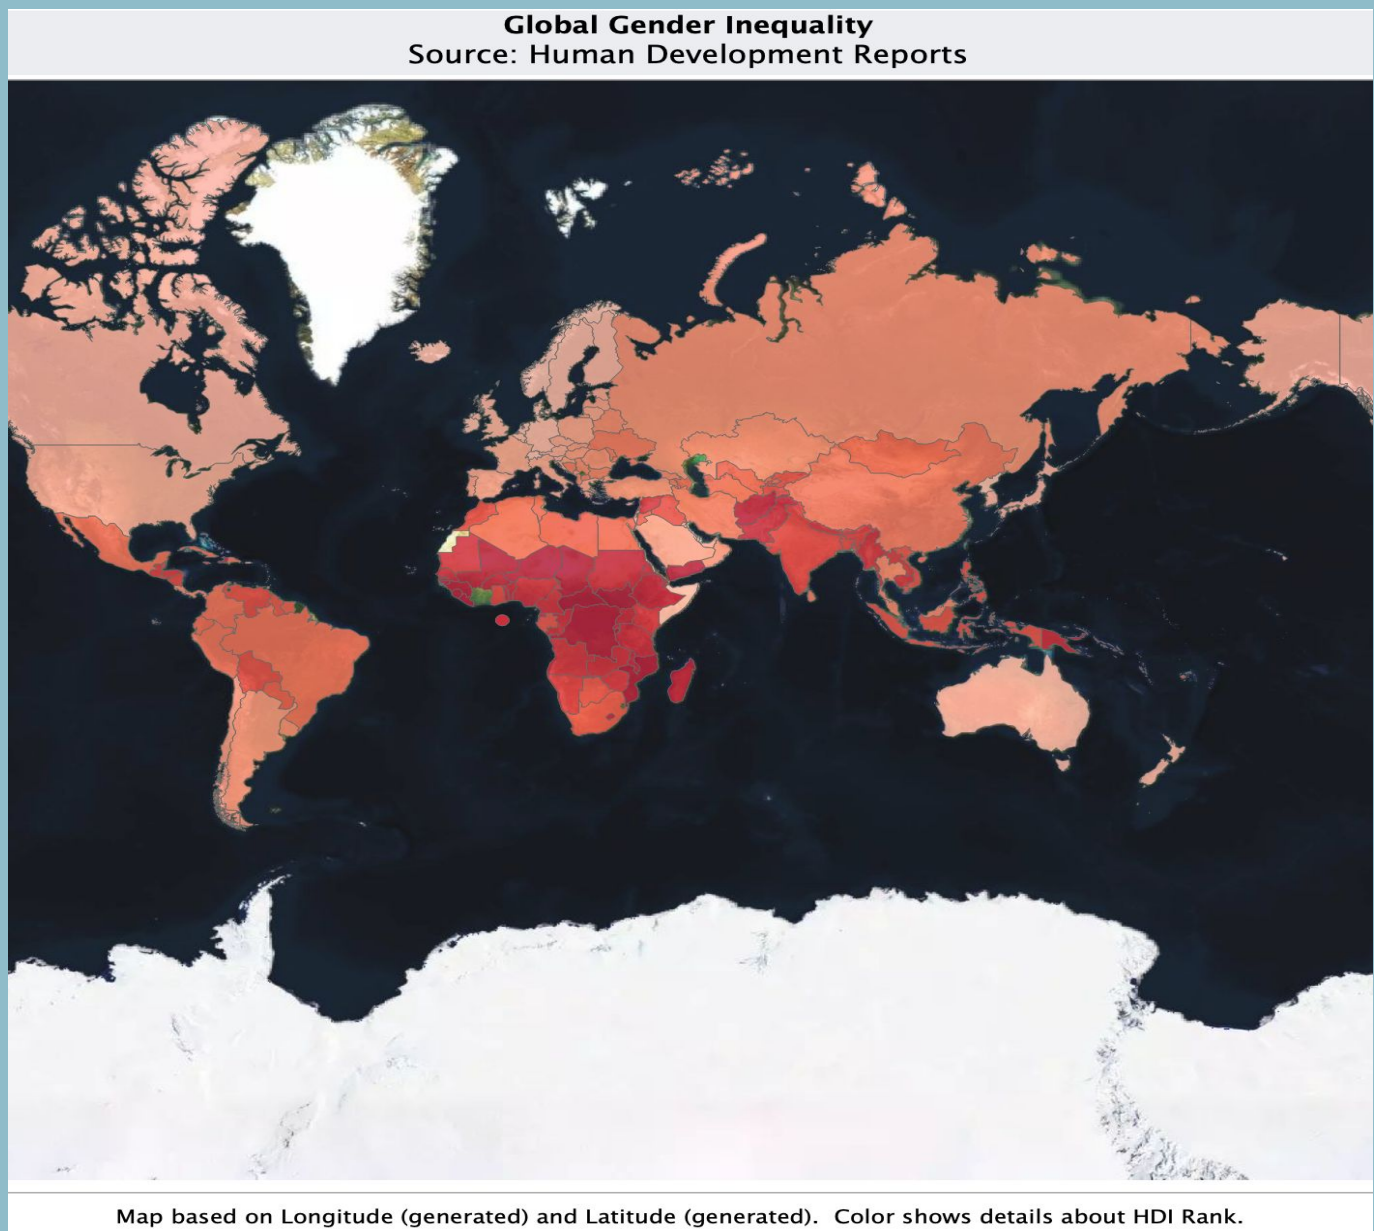 Global Gender Inequality
Source: Human Development Reports
Map based on Longitude (generated) and Latitude (generated).  Color shows details about HDI Rank.